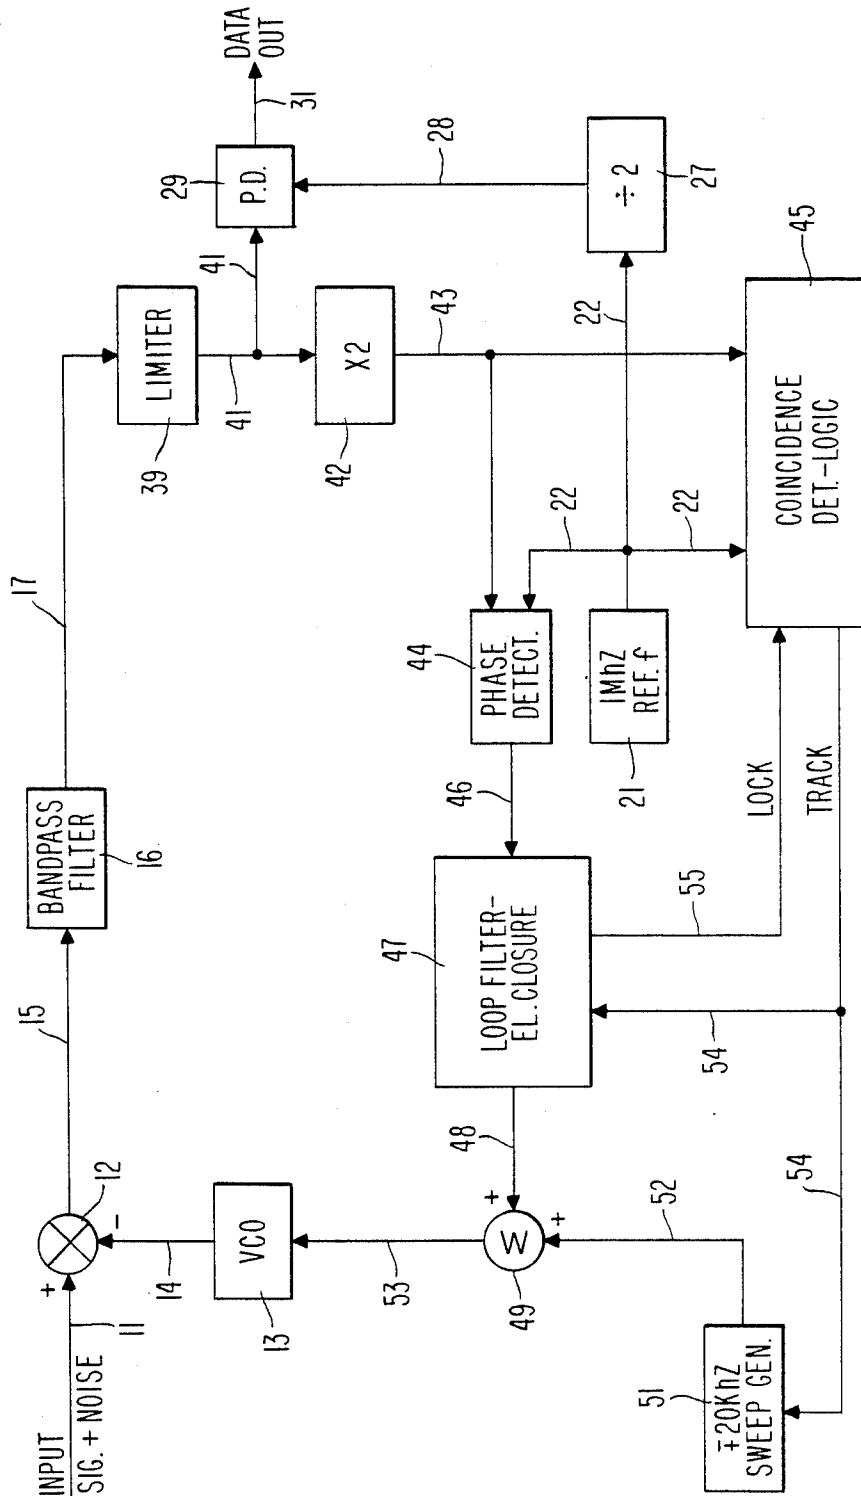 INPUT
SIG. + NOISE
11
+
12
-
14
VCO
13
53
15
BANDPASS
FILTER
16
17
LIMITER
39
41
41
P.D.
29
31
DATA
OUT
28
÷2
27
X2
42
43
22
22
22
PHASE
DETECT.
44
1MhZ
REF. f
21
46
LOOP FILTER-
EL. CLOSURE
47
48
+
+
49
52
∓20KhZ
SWEEP GEN.
51
54
54
55
LOCK
TRACK
COINCIDENCE
DET.-LOGIC
45